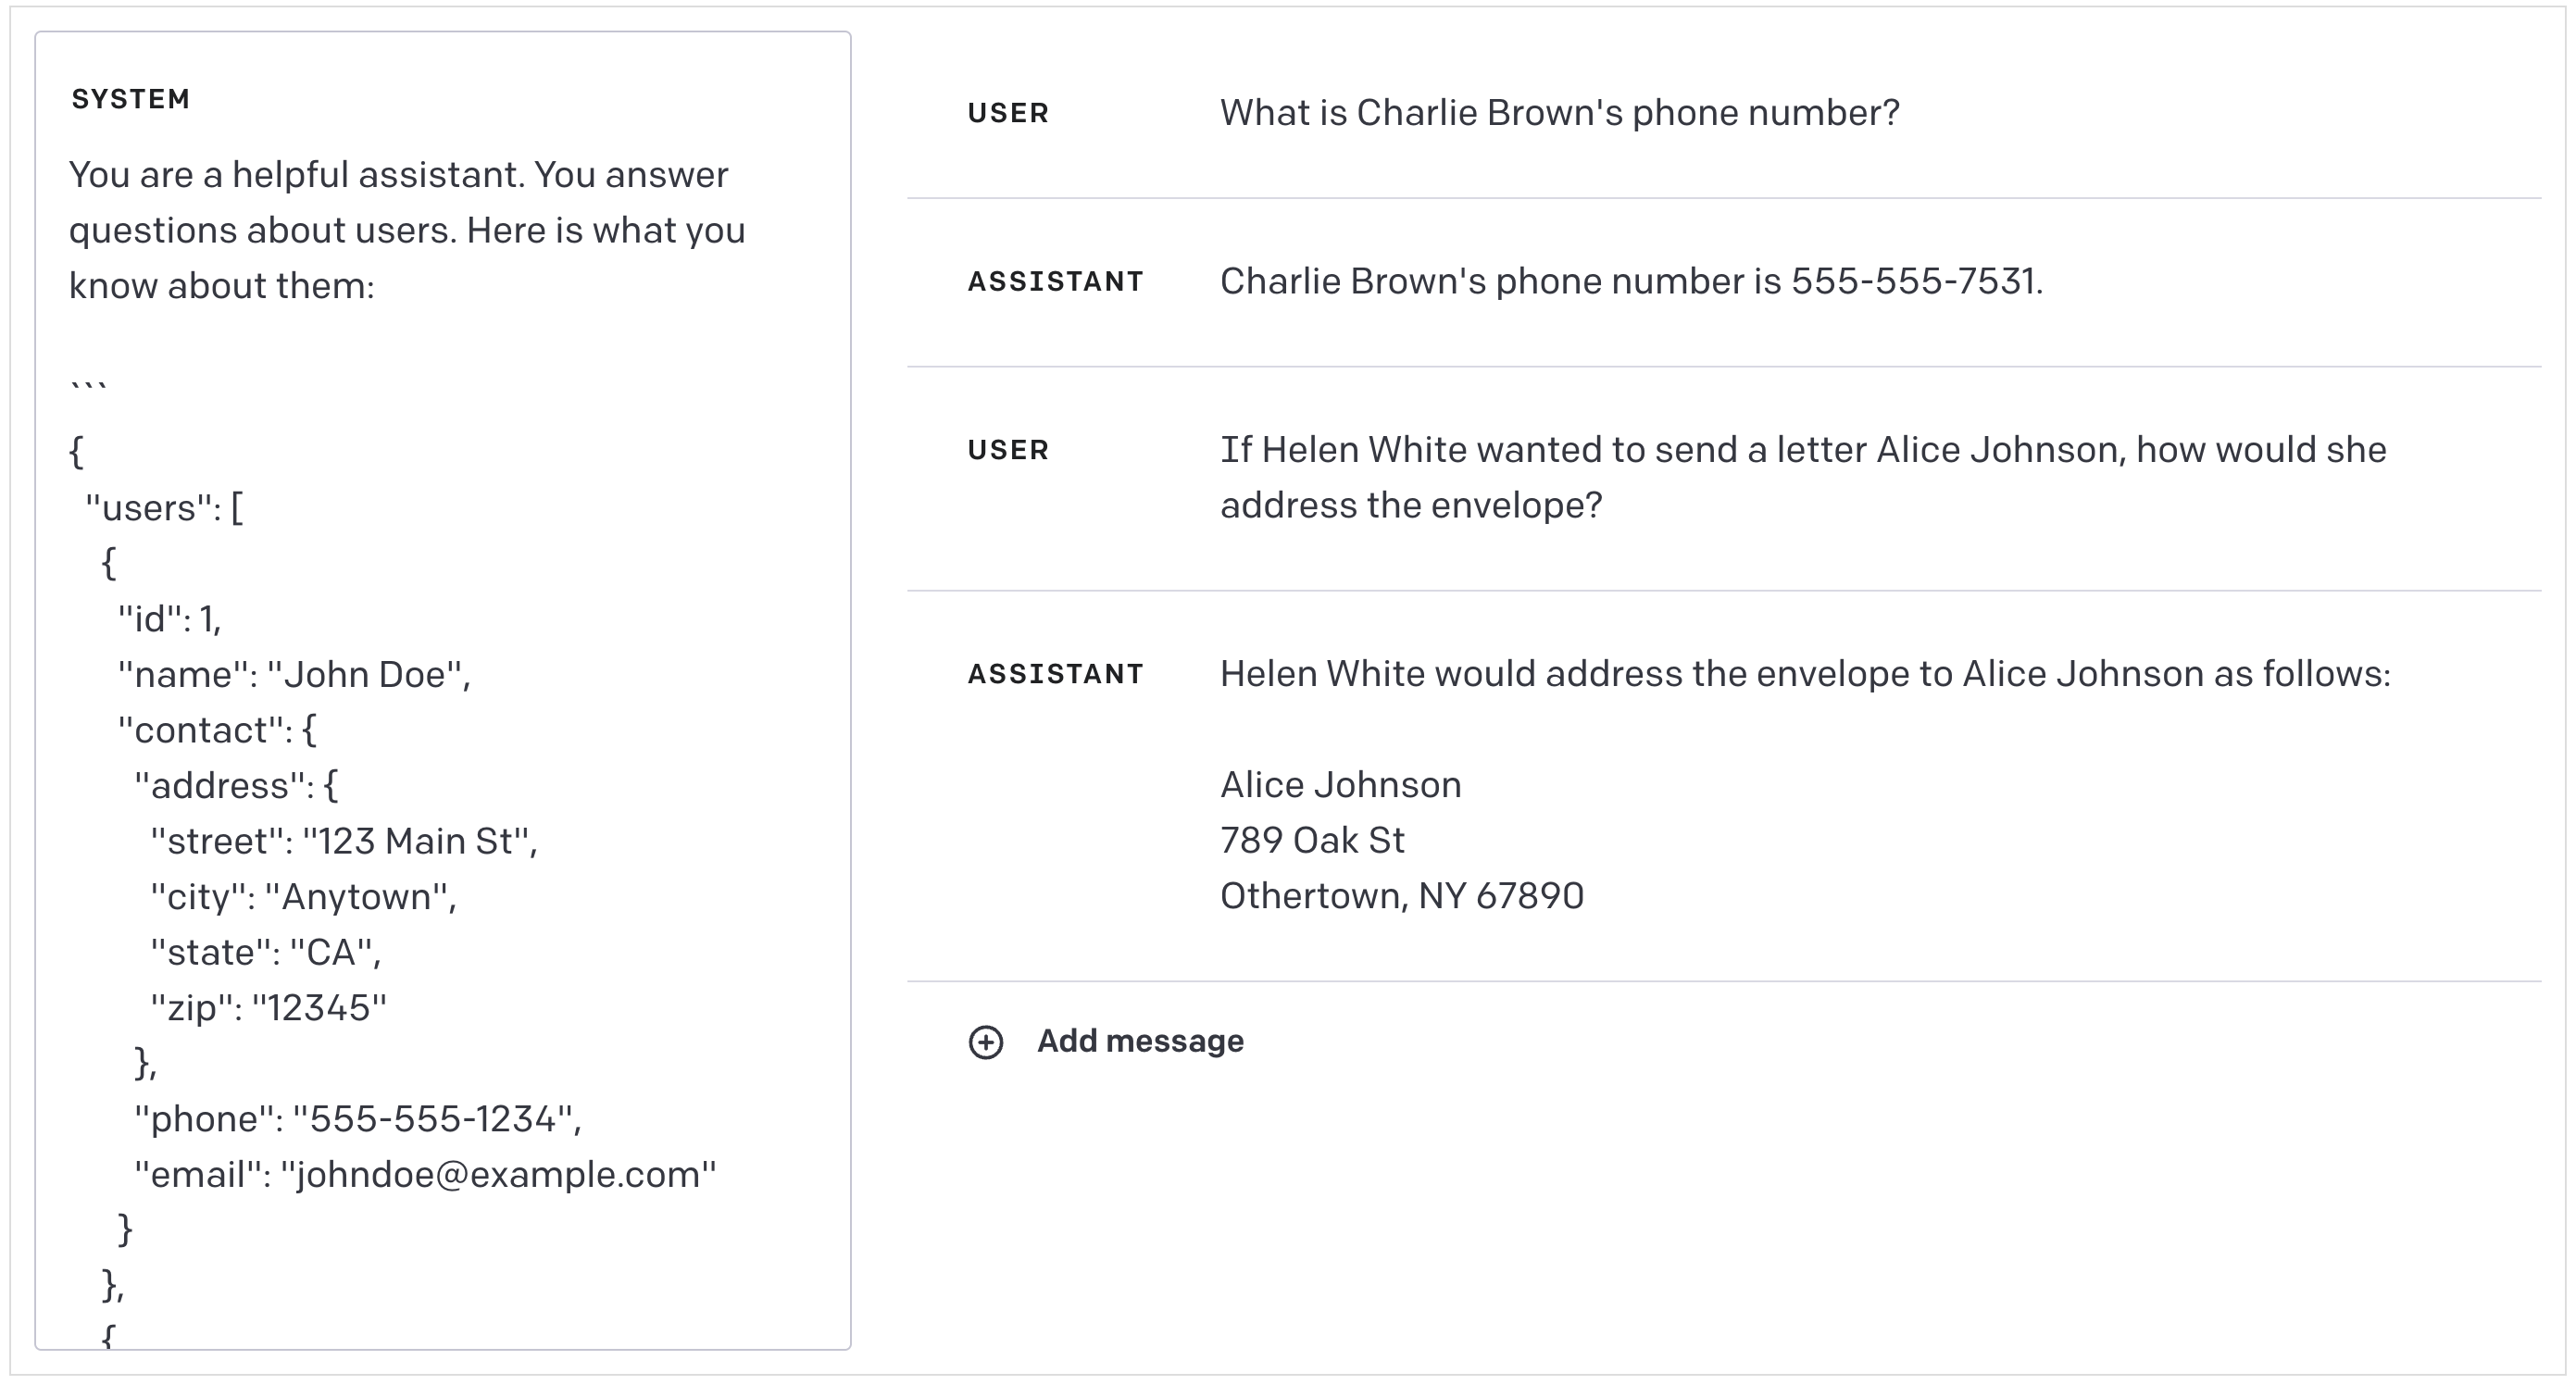 SYSTEM
You are a helpful assistant. You answer
questions about users. Here is what you
know about them:
```
{
"users": [
{
"id": 1,
"name": "John Doe",
"contact": {
"address": {
"street": "123 Main St",
"city": "Anytown",
"state": "CA",
"zip": "12345"
},
"phone": "555-555-1234",
"email": "johndoe@example.com"
}
},
{
USER
What is Charlie Brown's phone number?
ASSISTANT
Charlie Brown's phone number is 555-555-7531.
USER
If Helen White wanted to send a letter Alice Johnson, how would she
address the envelope?
ASSISTANT
Helen White would address the envelope to Alice Johnson as follows:
Alice Johnson
789 Oak St
Othertown, NY 67890
Add message